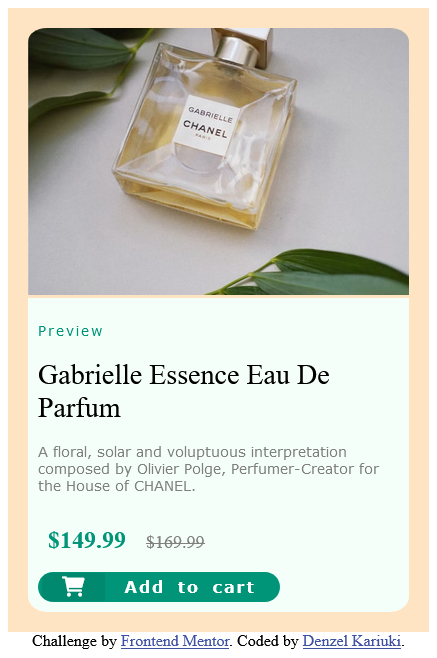 GABRIELLE
CHANEL
PARIS
Preview
Gabrielle Essence Eau De
Parfum
A floral, solar and voluptuous interpretation
composed by Olivier Polge, Perfumer-Creator for
the House of CHANEL.
$149.99 $169.99
Add to cart
Challenge by Frontend Mentor. Coded by Denzel Kariuki.